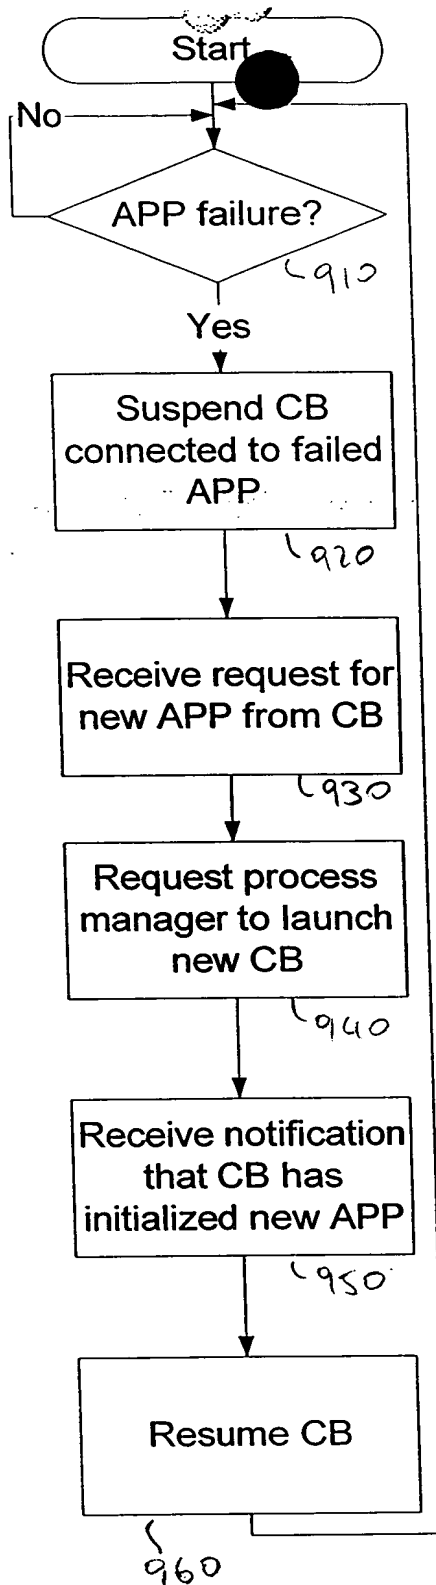 Start
No
APP failure?
910
Yes
Suspend CB
connected to failed
APP
920
Receive request for
new APP from CB
930
Request process
manager to launch
new CB
940
Receive notification
that CB has
initialized new APP
950
Resume CB
960